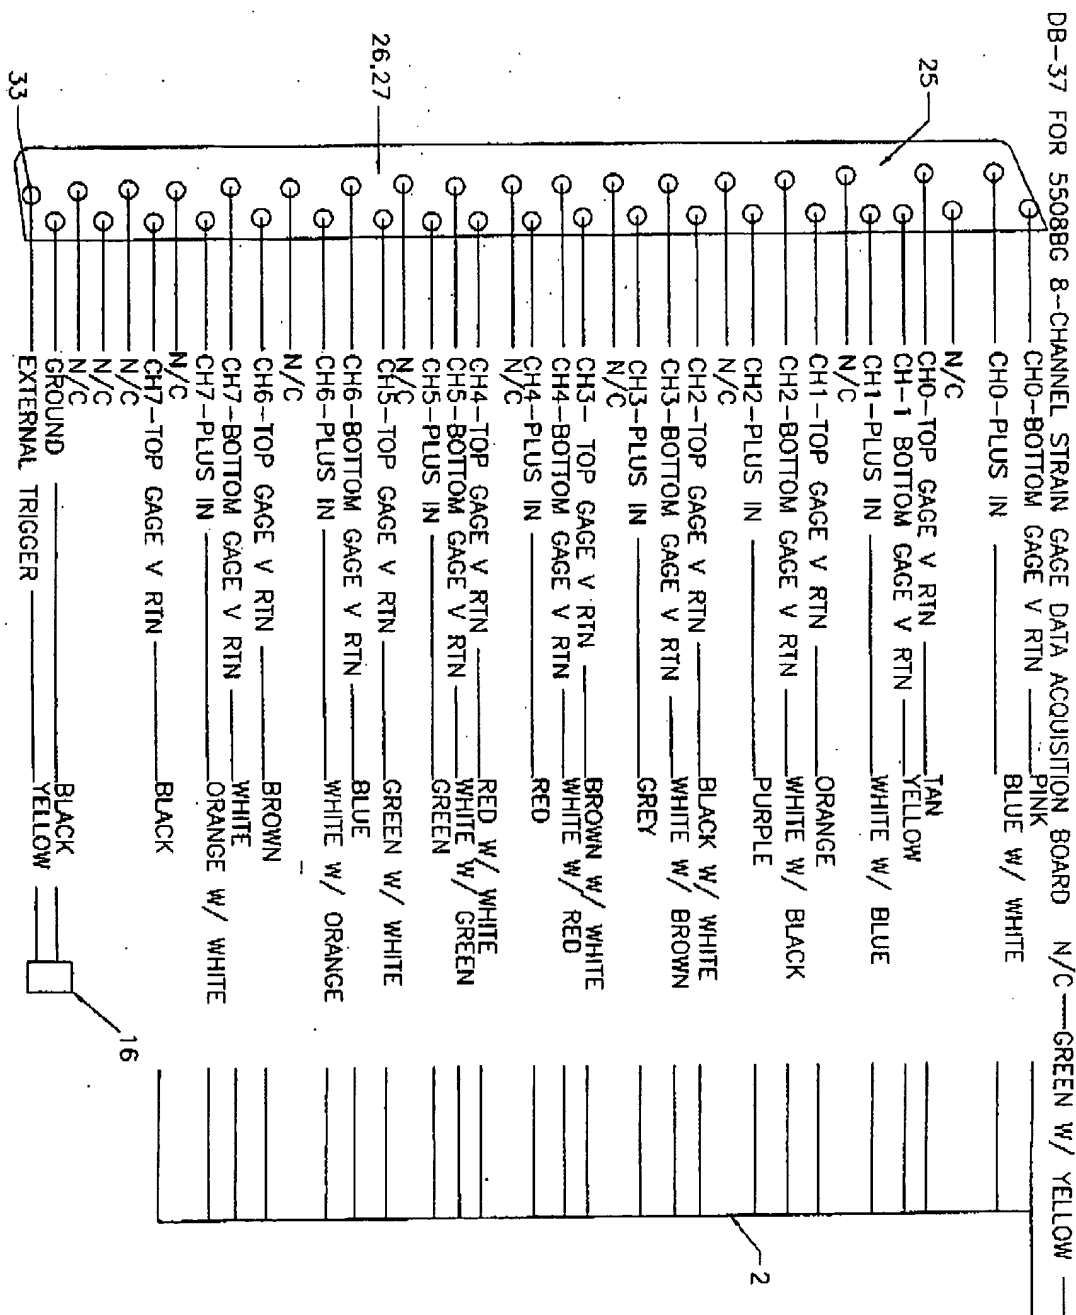 DB-37 FOR 5508BG 8-CHANNEL STRAIN GAGE DATA ACQUISITION BOARD N/C GREEN W/ YELLOW
CH0-BOTTOM GAGE V RTN PINK
CH0-PLUS IN BLUE W/ WHITE
N/C
CH0-TOP GAGE V RTN TAN
CH-1 BOTTOM GAGE V RTN YELLOW
CH1-PLUS IN WHITE W/ BLUE
N/C
CH1-TOP GAGE V RTN ORANGE
CH2-BOTTOM GAGE V RTN WHITE W/ BLACK
CH2-PLUS IN PURPLE
N/C
CH2-TOP GAGE V RTN BLACK W/ WHITE
CH3-BOTTOM GAGE V RTN WHITE W/ BROWN
CH3-PLUS IN GREY
N/C
CH3- TOP GAGE V RTN BROWN W/ WHITE
CH4-BOTTOM GAGE V RTN WHITE W/ RED
CH4-PLUS IN RED
N/C
CH4-TOP GAGE V RTN RED W/ WHITE
CH5-BOTTOM GAGE V RTN WHITE W/ GREEN
CH5-PLUS IN GREEN
N/C
CH5-TOP GAGE V RTN GREEN W/ WHITE
CH6-BOTTOM GAGE V RTN BLUE
CH6-PLUS IN WHITE W/ ORANGE
N/C
CH6-TOP GAGE V RTN BROWN
CH7-BOTTOM GAGE V RTN WHITE
CH7-PLUS IN ORANGE W/ WHITE
N/C
CH7-TOP GAGE V RTN BLACK
N/C
N/C
N/C
GROUND BLACK
EXTERNAL TRIGGER YELLOW
25
26,27
33
2
16